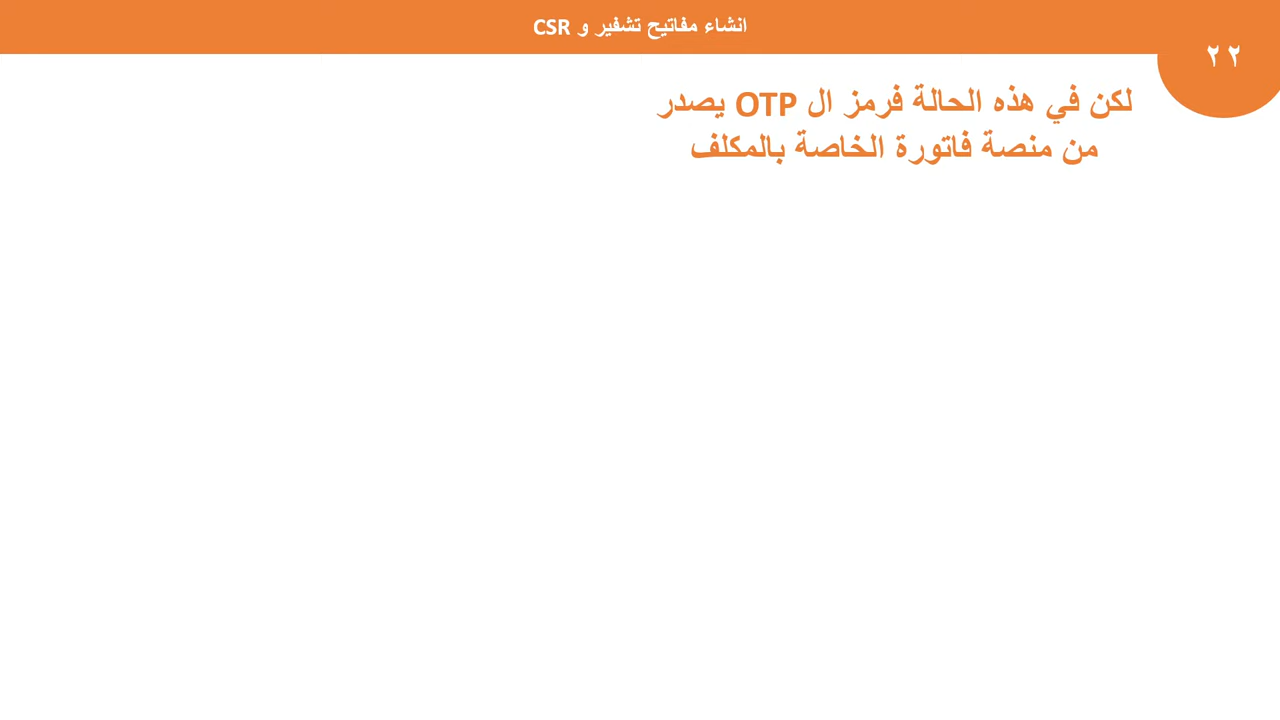 انشاء مفاتيح تشفير و CSR
٢٢
لكن في هذه الحالة فرمز ال OTP يصدر
من منصة فاتورة الخاصة بالمكلف